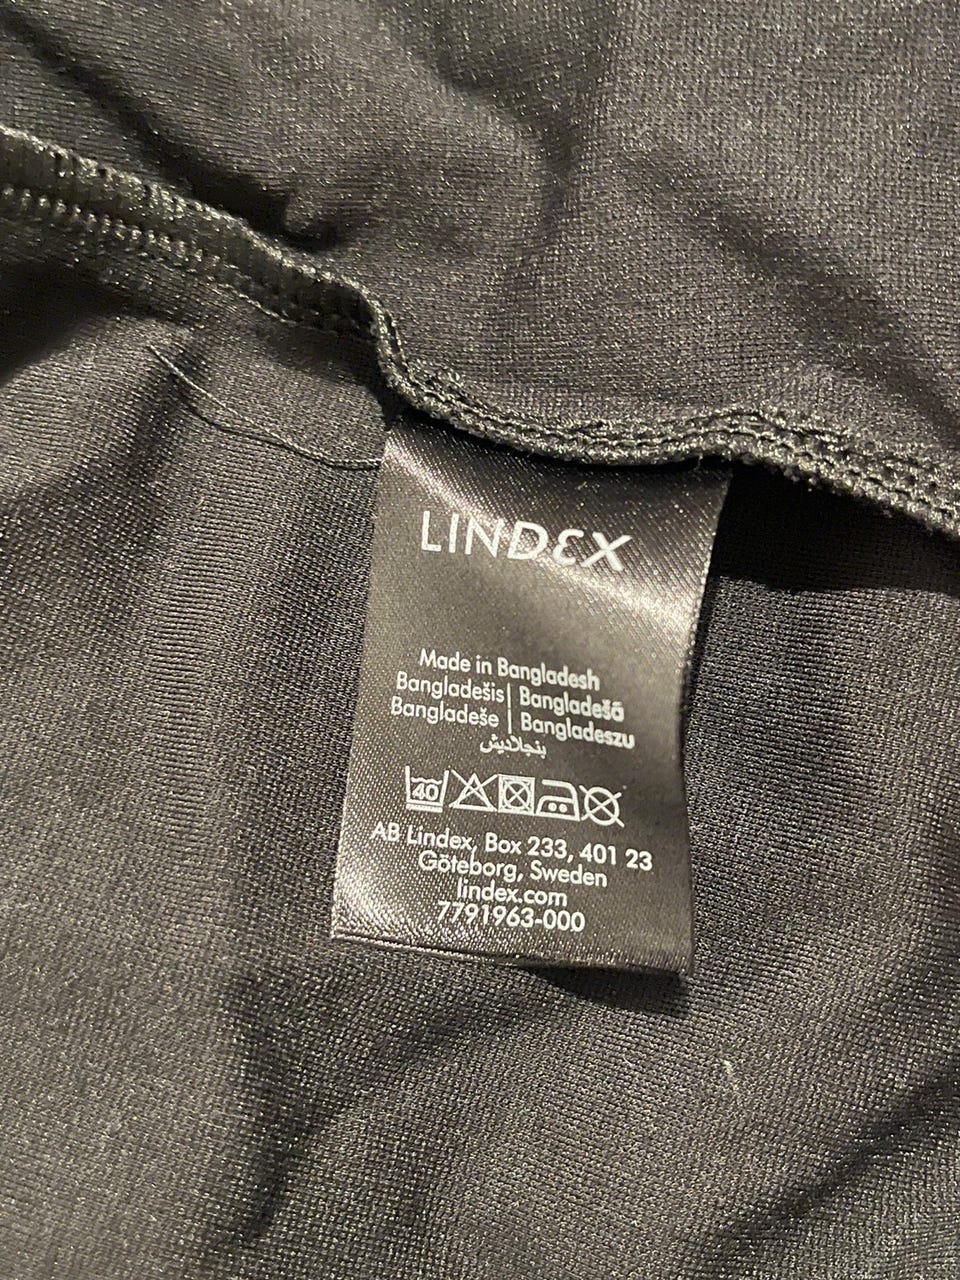 LINDEX
Made in Bangladesh
Bangladešis | Bangladešā
Bangladeše | Bangladeszu
بنجلاديش
40
AB Lindex, Box 233, 401 23
Göteborg, Sweden
lindex.com
7791963-000